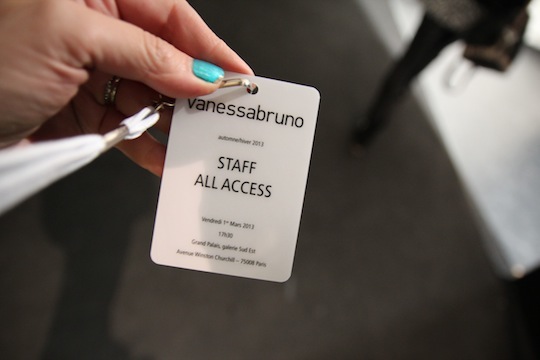 vanessabruno
automne/hiver 2013
STAFF
ALL ACCESS
Vendredi 1er Mars 2013
17h30
Grand Palais, galerie Sud Est
Avenue Winston Churchill – 75008 Paris